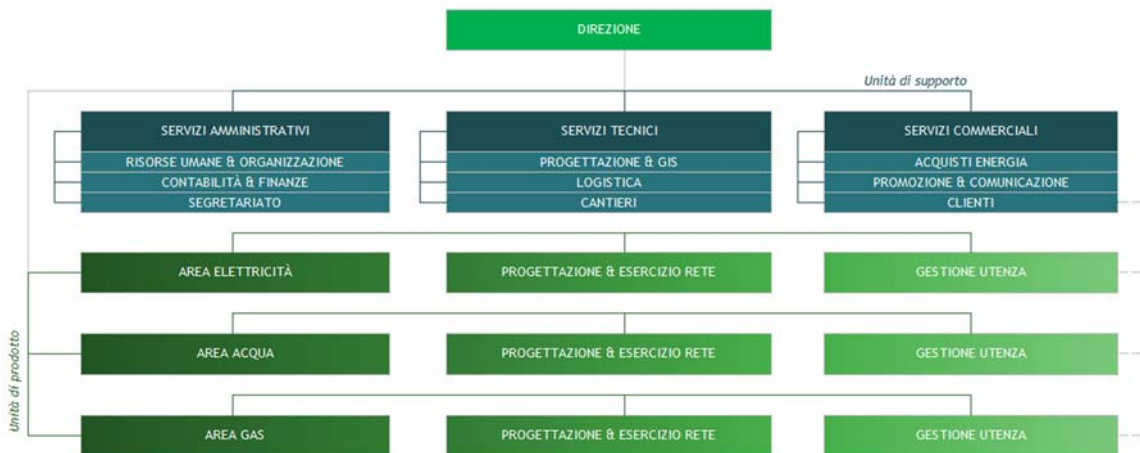 DIREZIONE
Unità di supporto
SERVIZI AMMINISTRATIVI
SERVIZI TECNICI
SERVIZI COMMERCIALI
RISORSE UMANE & ORGANIZZAZIONE
PROGETTAZIONE & GIS
ACQUISTI ENERGIA
CONTABILITÀ & FINANZE
LOGISTICA
PROMOZIONE & COMUNICAZIONE
SEGRETARIATO
CANTIERI
CLIENTI
AREA ELETTRICITÀ
PROGETTAZIONE & ESERCIZIO RETE
GESTIONE UTENZA
Unità di prodotto
AREA ACQUA
PROGETTAZIONE & ESERCIZIO RETE
GESTIONE UTENZA
AREA GAS
PROGETTAZIONE & ESERCIZIO RETE
GESTIONE UTENZA